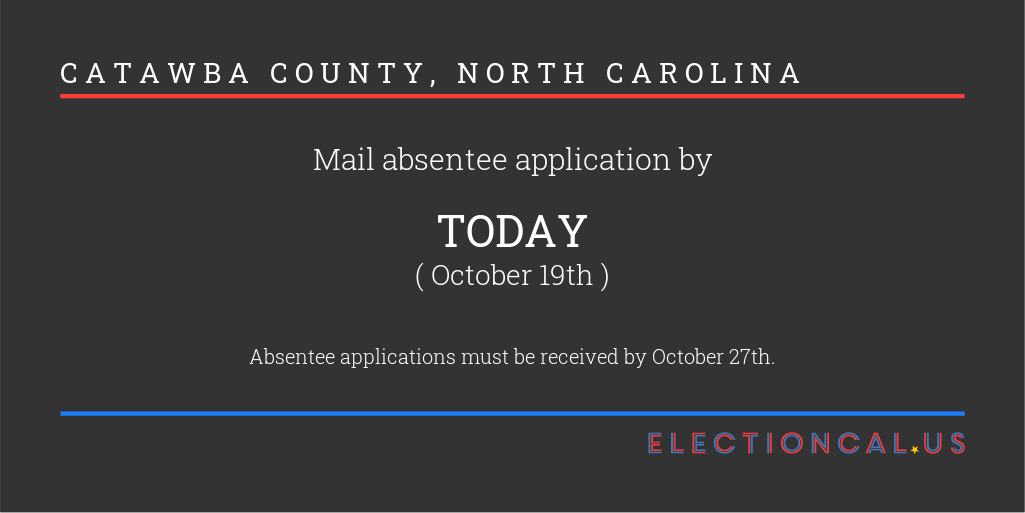 CATAWBA COUNTY, NORTH CAROLINA
Mail absentee application by
TODAY
( October 19th )
Absentee applications must be received by October 27th.
ELECTIONCAL.US